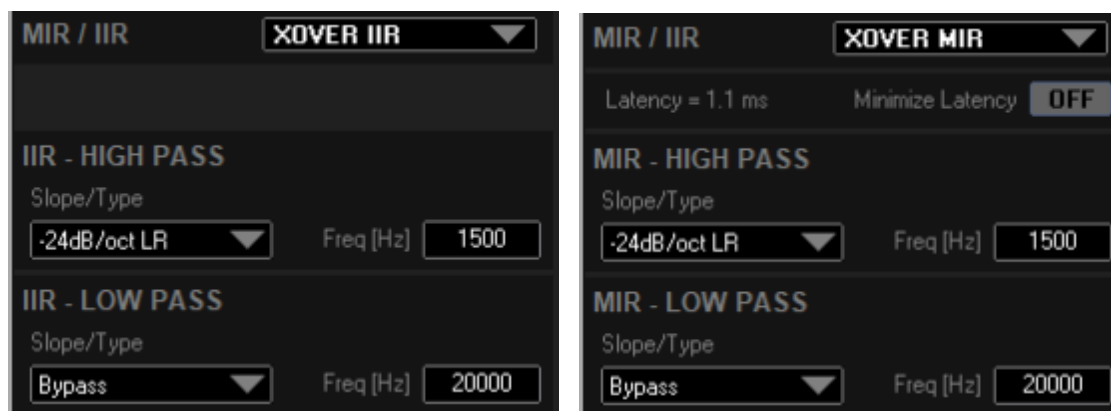 MIR / IIR XOVER IIR
IIR - HIGH PASS
Slope/Type
-24dB/oct LR Freq [Hz] 1500
IIR - LOW PASS
Slope/Type
Bypass Freq [Hz] 20000
MIR / IIR XOVER MIR
Latency = 1.1 ms Minimize Latency OFF
MIR - HIGH PASS
Slope/Type
-24dB/oct LR Freq [Hz] 1500
MIR - LOW PASS
Slope/Type
Bypass Freq [Hz] 20000